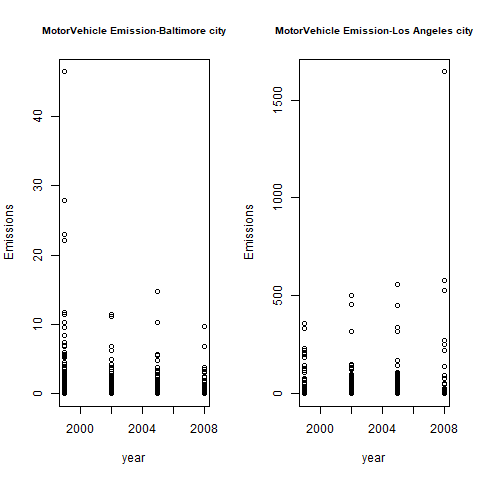 MotorVehicle Emission-Baltimore city
Emissions
40
30
20
10
0
2000 2004 2008
year
MotorVehicle Emission-Los Angeles city
Emissions
1500
1000
500
0
2000 2004 2008
year